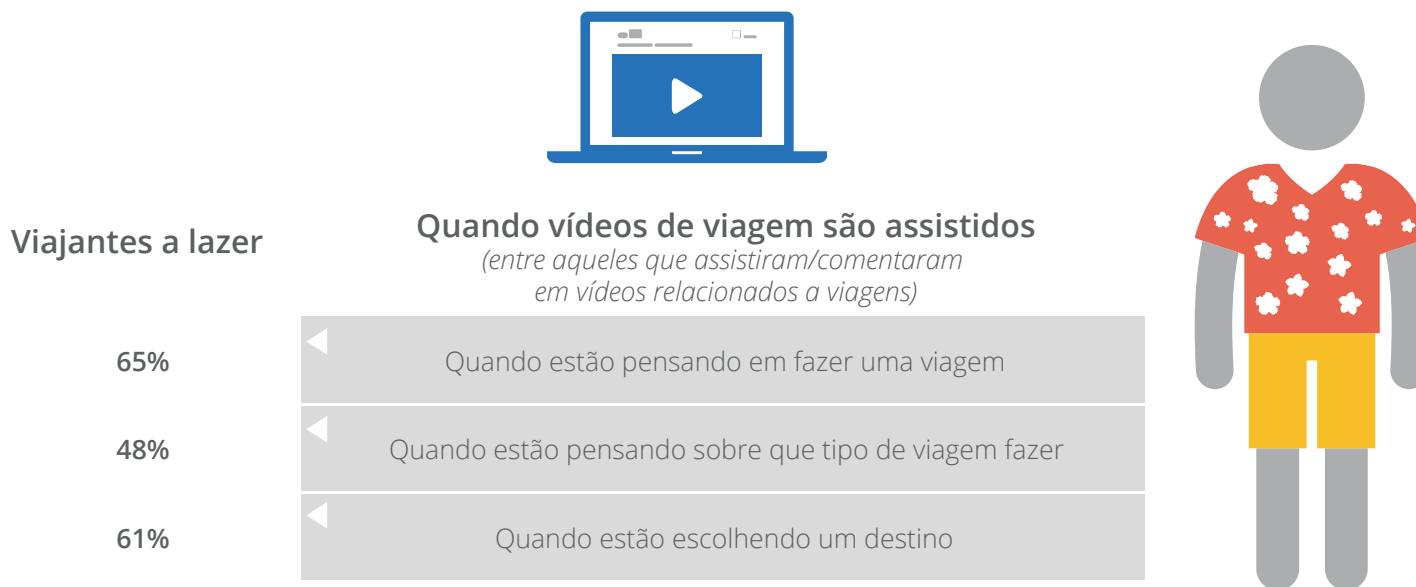 Viajantes a lazer
Quando vídeos de viagem são assistidos
(entre aqueles que assistiram/comentaram
em vídeos relacionados a viagens)
65%
Quando estão pensando em fazer uma viagem
48%
Quando estão pensando sobre que tipo de viagem fazer
61%
Quando estão escolhendo um destino